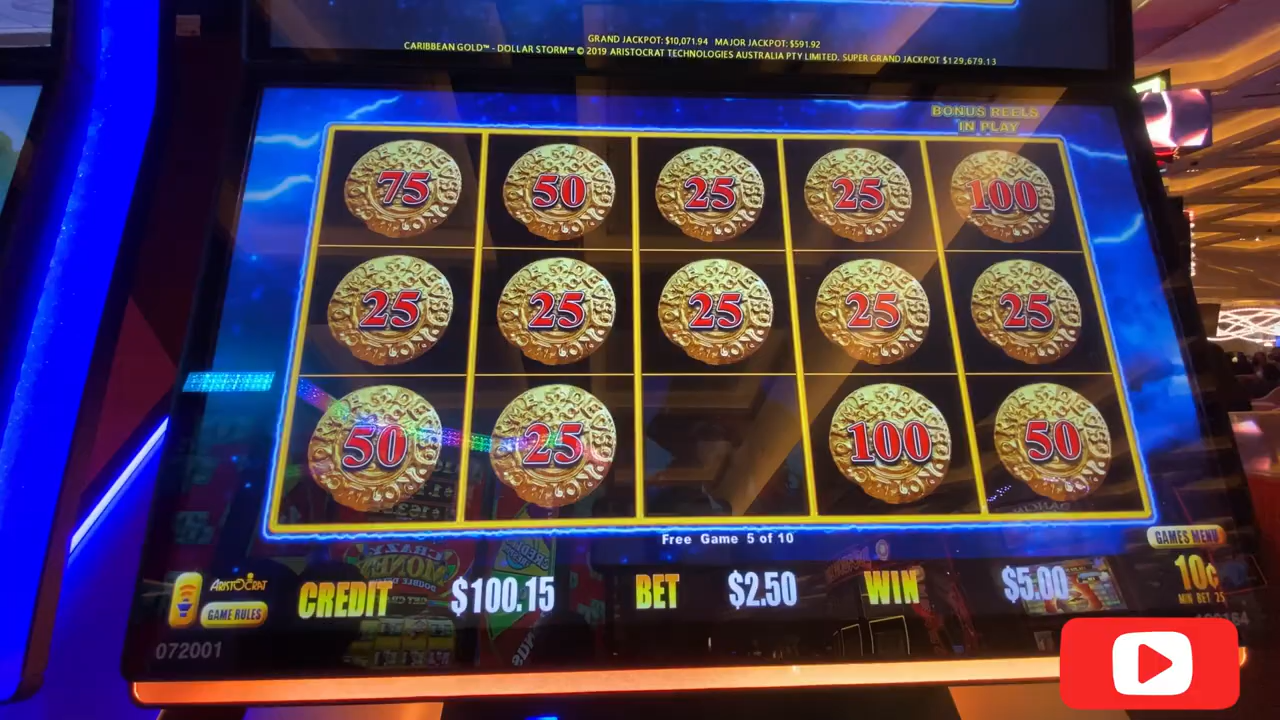 GRAND JACKPOT: $10,071.94 MAJOR JACKPOT: $591.92
CARIBBEAN GOLD™ - DOLLAR STORM™ © 2019 ARISTOCRAT TECHNOLOGIES AUSTRALIA PTY LIMITED. SUPER GRAND JACKPOT $129,679.13
BONUS REELS
IN PLAY
75 50 25 25 100
25 25 25 25 25
50 25 100 50
Free Game 5 of 10
GAMES MENU
ARISTOCRAT
GAME RULES
CREDIT $100.15 BET $2.50 WIN $5.00
10¢
MIN BET 25
072001